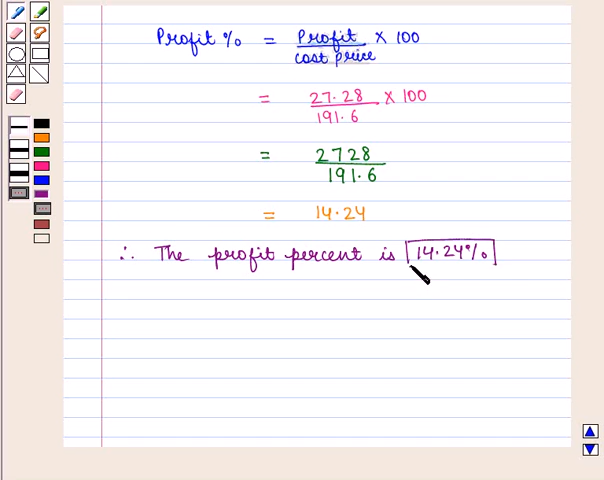 Profit % = Profit/cost price × 100
= 27.28/191.6 × 100
= 2728/191.6
= 14.24
∴ The profit percent is 14.24%